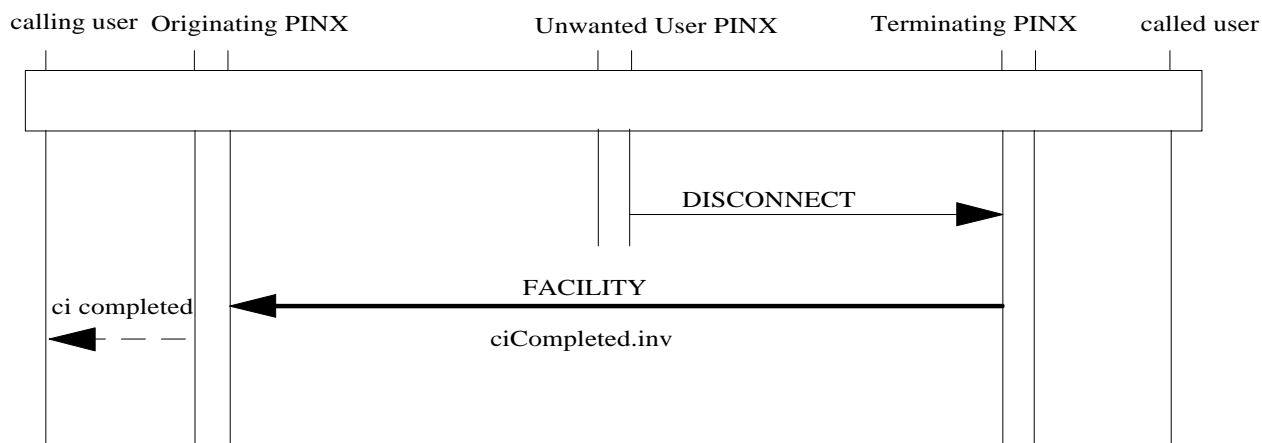 calling user Originating PINX Unwanted User PINX Terminating PINX called user
DISCONNECT
FACILITY
ci completed
ciCompleted.inv